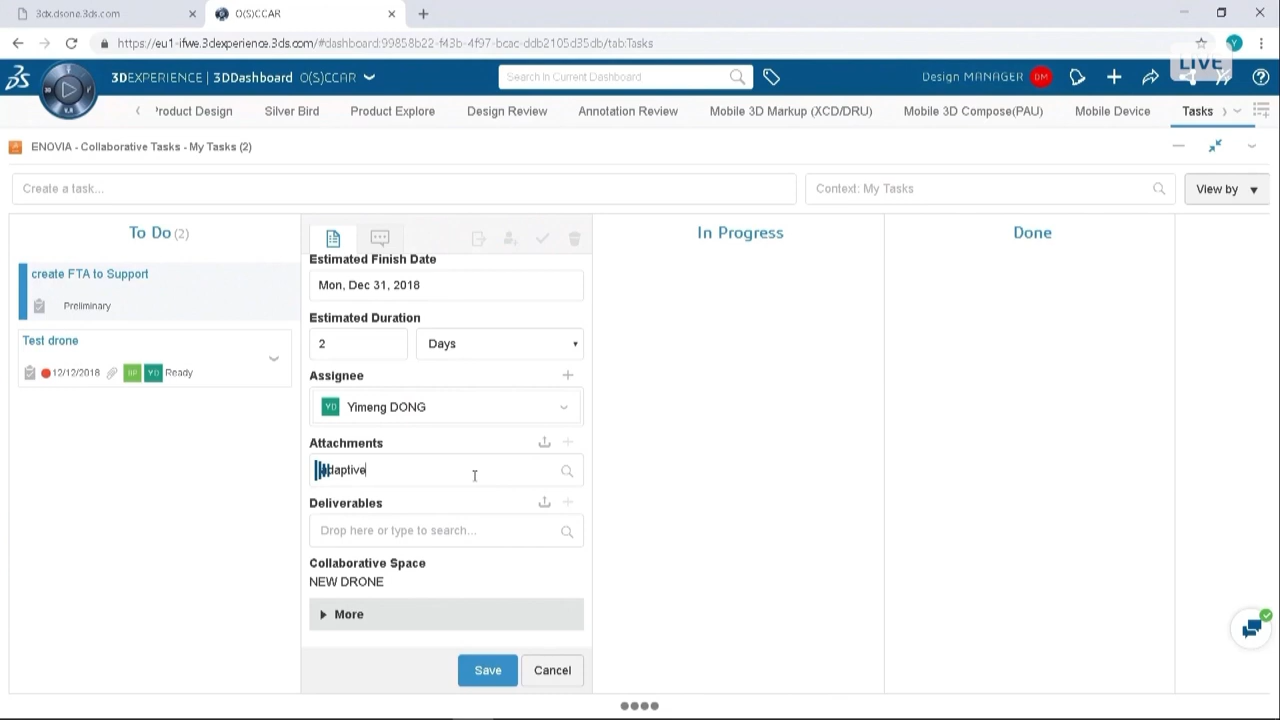 3dx.dsone.3ds.com
O(S)CCAR
https://eu1-ifwe.3dexperience.3ds.com/#dashboard:99858b22-f43b-4f97-bcac-ddb2105d35db/tab:Tasks
Y
3DEXPERIENCE | 3DDashboard O(S)CCAR
Search in Current Dashboard
Design MANAGER DM
LIVE
V.R
Product Design Silver Bird Product Explore Design Review Annotation Review Mobile 3D Markup (XCD/DRU) Mobile 3D Compose(PAU) Mobile Device Tasks
ENOVIA - Collaborative Tasks - My Tasks (2)
Create a task... Context: My Tasks View by
To Do (2) In Progress Done
create FTA to Support
Preliminary
Test drone
12/12/2018 YD Ready
Estimated Finish Date
Mon, Dec 31, 2018
Estimated Duration
2 Days
Assignee
YD Yimeng DONG
Attachments
adaptive
Deliverables
Drop here or type to search...
Collaborative Space
NEW DRONE
More
Save Cancel